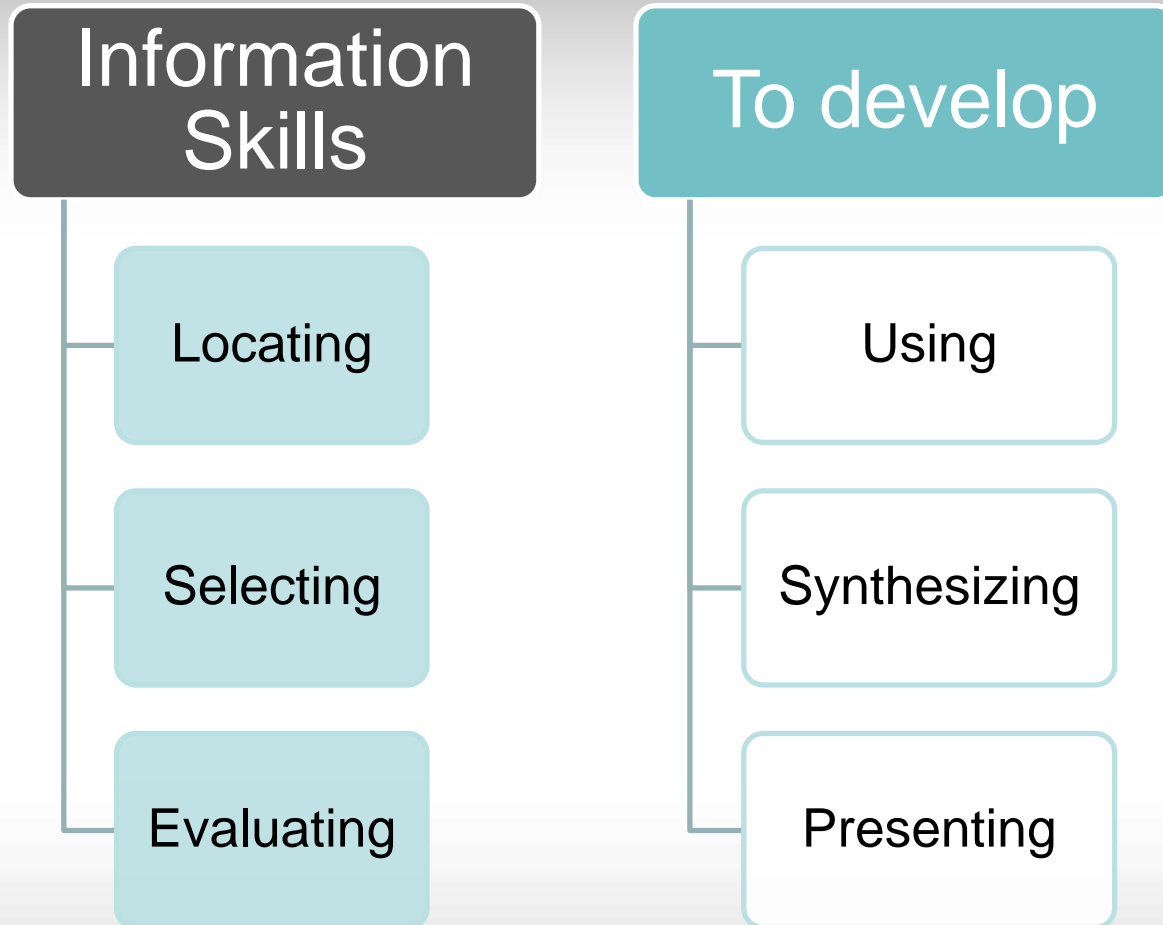 Information
Skills
Locating
Selecting
Evaluating
To develop
Using
Synthesizing
Presenting